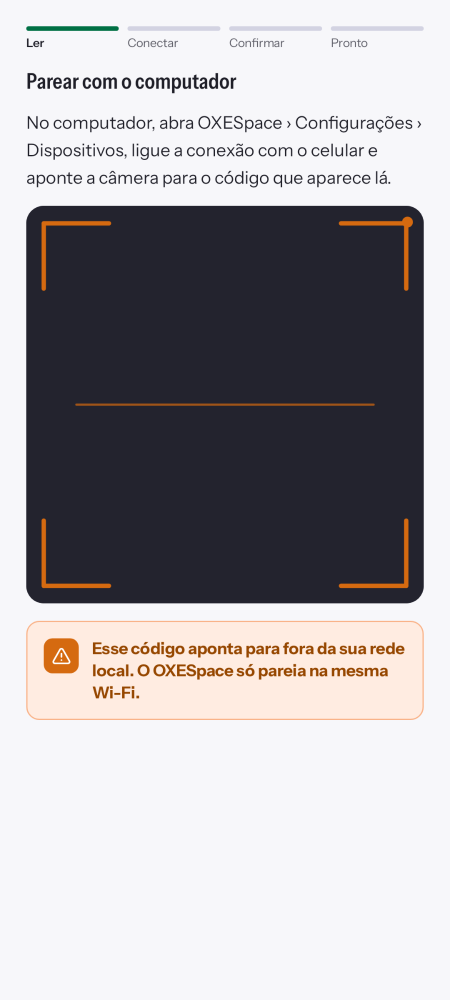 Ler
Conectar
Confirmar
Pronto
Parear com o computador
No computador, abra OXESpace › Configurações ›
Dispositivos, ligue a conexão com o celular e
aponte a câmera para o código que aparece lá.
Esse código aponta para fora da sua rede
local. O OXESpace só pareia na mesma
Wi-Fi.